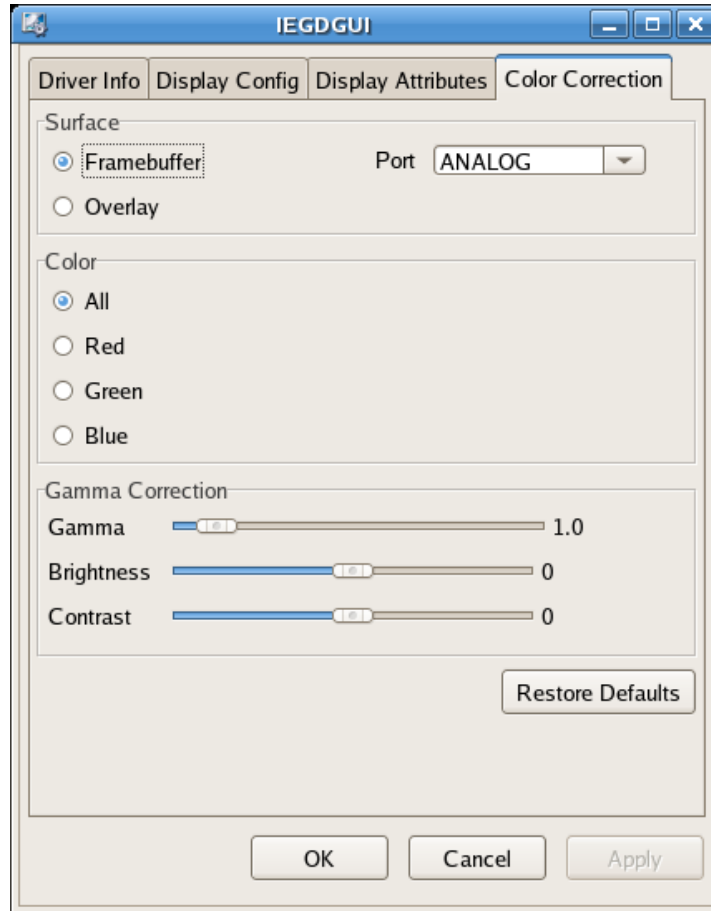 IEGDGUI
Driver Info Display Config Display Attributes Color Correction
Surface
Framebuffer Port ANALOG
Overlay
Color
All
Red
Green
Blue
Gamma Correction
Gamma 1.0
Brightness 0
Contrast 0
Restore Defaults
OK Cancel Apply